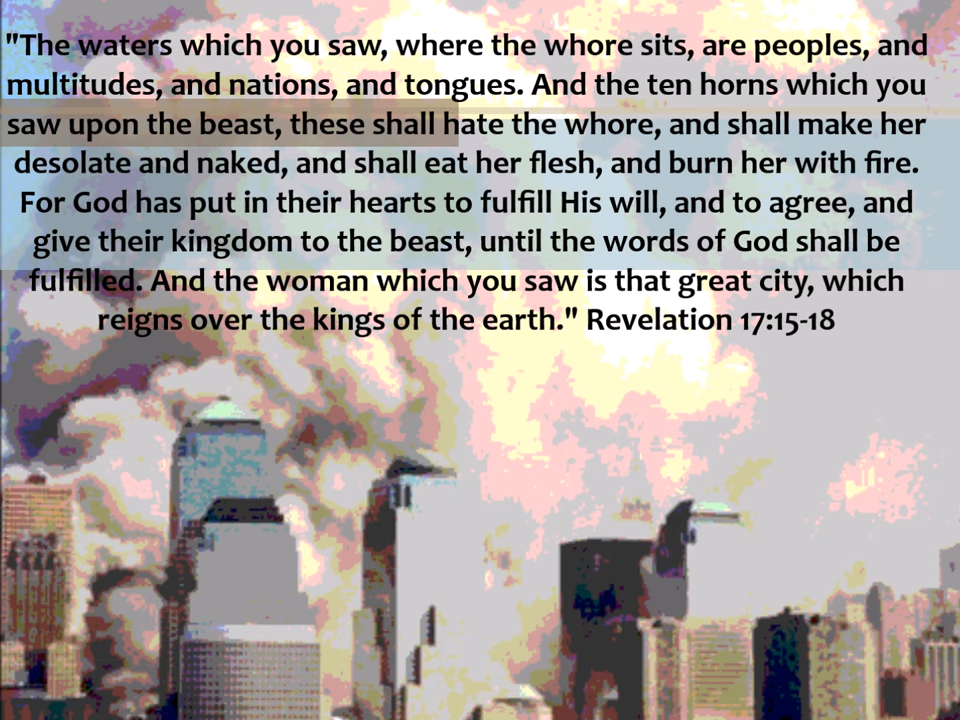 "The waters which you saw, where the whore sits, are peoples, and
multitudes, and nations, and tongues. And the ten horns which you
saw upon the beast, these shall hate the whore, and shall make her
desolate and naked, and shall eat her flesh, and burn her with fire.
For God has put in their hearts to fulfill His will, and to agree, and
give their kingdom to the beast, until the words of God shall be
fulfilled. And the woman which you saw is that great city, which
reigns over the kings of the earth." Revelation 17:15-18